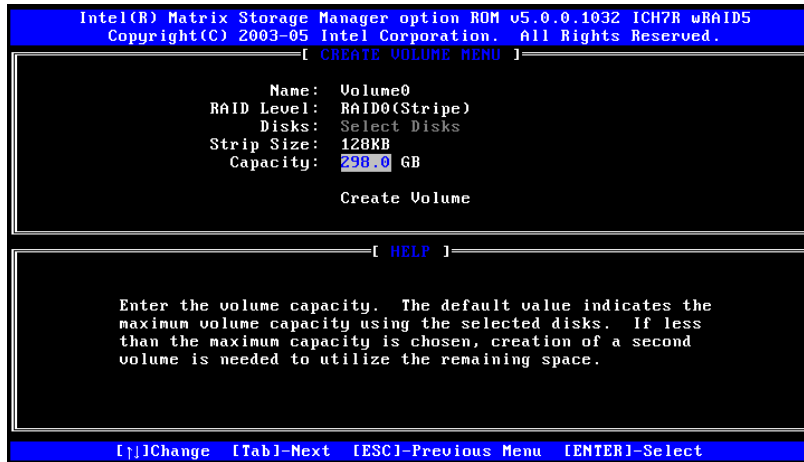 Intel(R) Matrix Storage Manager option ROM v5.0.0.1032 ICH7R wRAID5
Copyright(C) 2003-05 Intel Corporation. All Rights Reserved.
[ CREATE VOLUME MENU ]
Name: Volume0
RAID Level: RAID0(Stripe)
Disks: Select Disks
Strip Size: 128KB
Capacity: 298.0 GB
Create Volume
[ HELP ]
Enter the volume capacity. The default value indicates the
maximum volume capacity using the selected disks. If less
than the maximum capacity is chosen, creation of a second
volume is needed to utilize the remaining space.
[↑↓]Change [Tab]-Next [ESC]-Previous Menu [ENTER]-Select